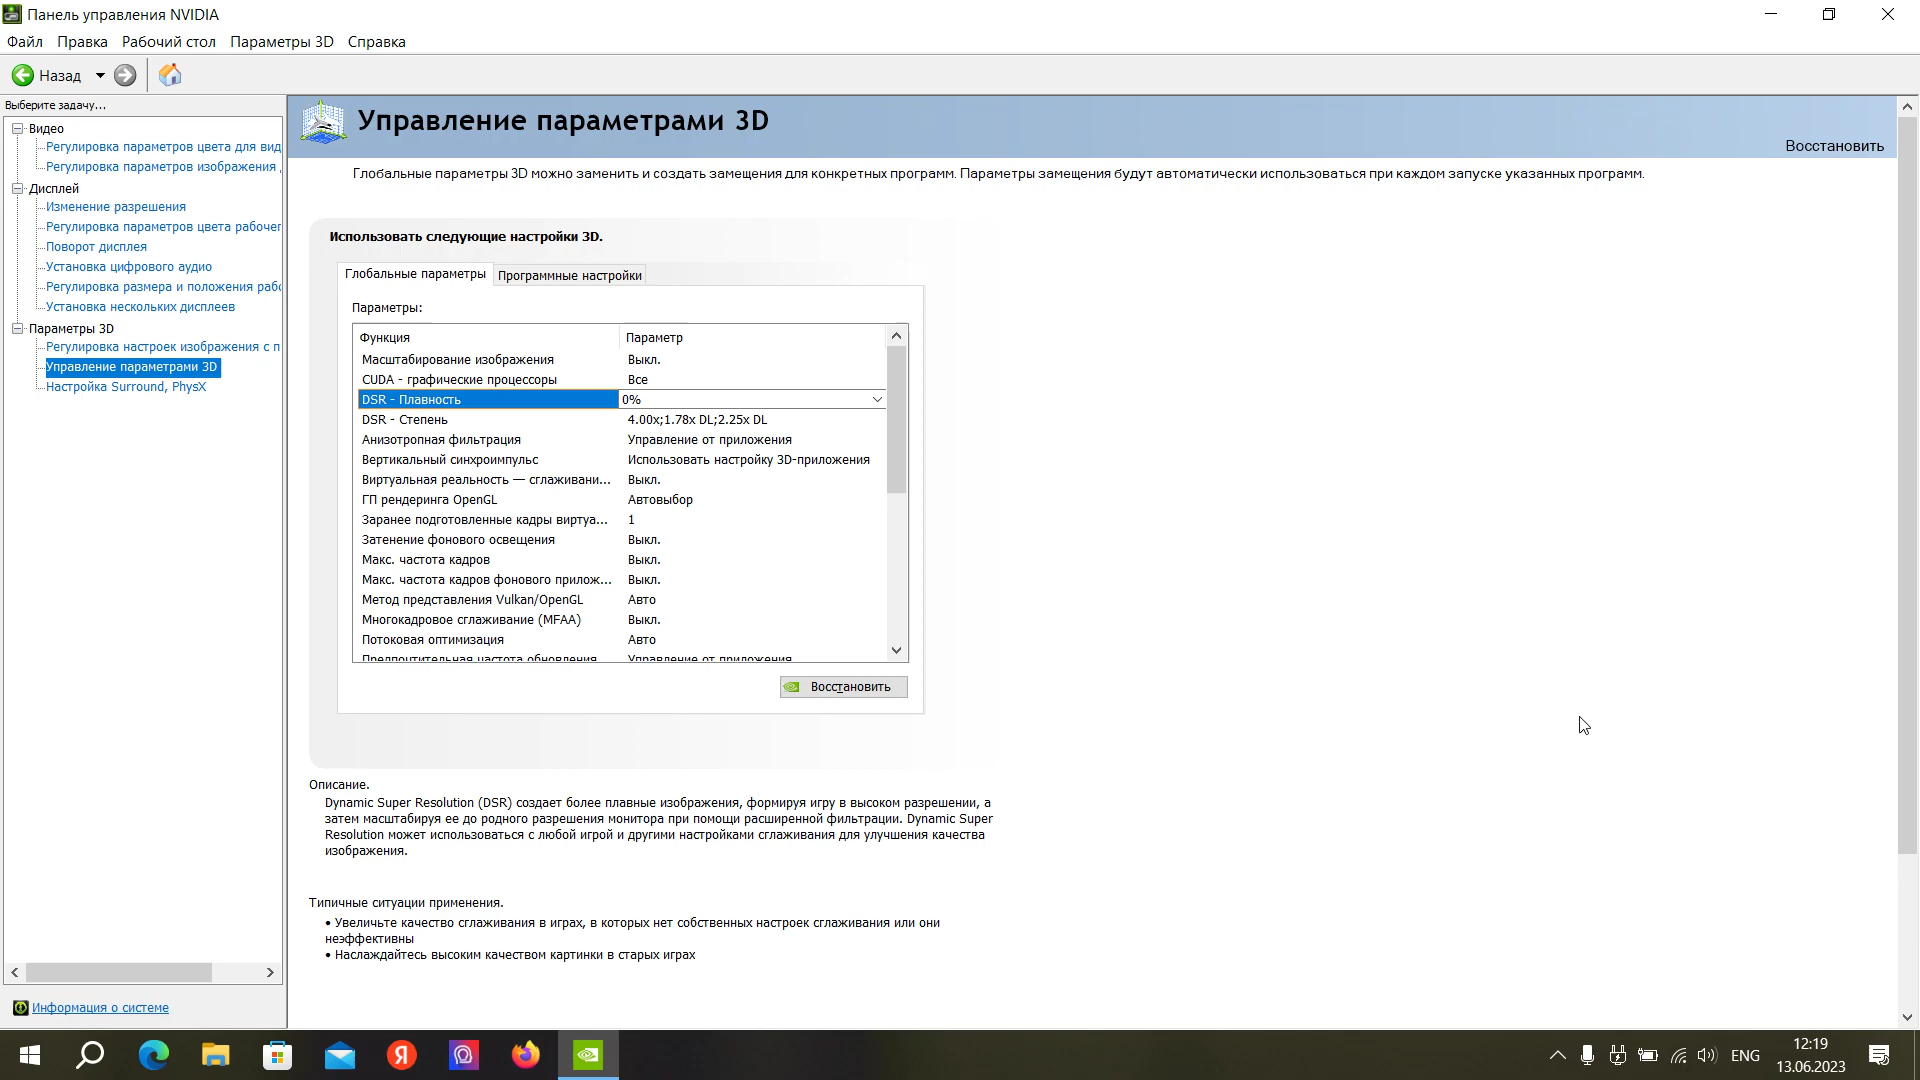 Панель управления NVIDIA
Файл Правка Рабочий стол Параметры 3D Справка
Назад
Выберите задачу...
Видео
Регулировка параметров цвета для вид
Регулировка параметров изображения
Дисплей
Изменение разрешения
Регулировка параметров цвета рабочег
Поворот дисплея
Установка цифрового аудио
Регулировка размера и положения рабо
Установка нескольких дисплеев
Параметры 3D
Регулировка настроек изображения с п
Управление параметрами 3D
Настройка Surround, PhysX
Информация о системе
Управление параметрами 3D
Восстановить
Глобальные параметры 3D можно заменить и создать замещения для конкретных программ. Параметры замещения будут автоматически использоваться при каждом запуске указанных программ.
Использовать следующие настройки 3D.
Глобальные параметры Программные настройки
Параметры:
Функция Параметр
Масштабирование изображения Выкл.
CUDA - графические процессоры Все
DSR - Плавность 0%
DSR - Степень 4.00x;1.78x DL;2.25x DL
Анизотропная фильтрация Управление от приложения
Вертикальный синхроимпульс Использовать настройку 3D-приложения
Виртуальная реальность — сглаживани... Выкл.
ГП рендеринга OpenGL Автовыбор
Заранее подготовленные кадры виртуа... 1
Затенение фонового освещения Выкл.
Макс. частота кадров Выкл.
Макс. частота кадров фонового прилож... Выкл.
Метод представления Vulkan/OpenGL Авто
Многокадровое сглаживание (MFAA) Выкл.
Потоковая оптимизация Авто
Предпочтительная частота обновления Управление от приложения
Восстановить
Описание.
Dynamic Super Resolution (DSR) создает более плавные изображения, формируя игру в высоком разрешении, а
затем масштабируя ее до родного разрешения монитора при помощи расширенной фильтрации. Dynamic Super
Resolution может использоваться с любой игрой и другими настройками сглаживания для улучшения качества
изображения.
Типичные ситуации применения.
• Увеличьте качество сглаживания в играх, в которых нет собственных настроек сглаживания или они
неэффективны
• Наслаждайтесь высоким качеством картинки в старых играх
Я
ENG
12:19
13.06.2023